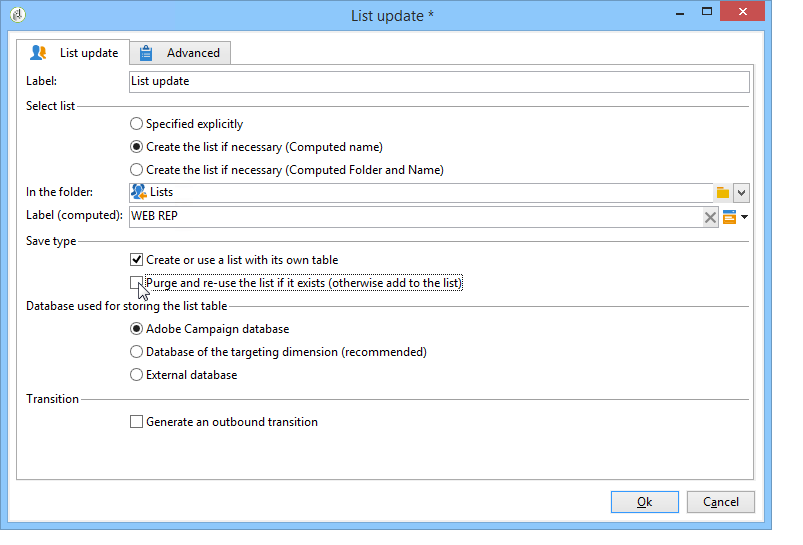 List update *
List update
Advanced
Label:
List update
Select list
Specified explicitly
Create the list if necessary (Computed name)
Create the list if necessary (Computed Folder and Name)
In the folder:
Lists
Label (computed):
WEB REP
Save type
Create or use a list with its own table
Purge and re-use the list if it exists (otherwise add to the list)
Database used for storing the list table
Adobe Campaign database
Database of the targeting dimension (recommended)
External database
Transition
Generate an outbound transition
Ok
Cancel